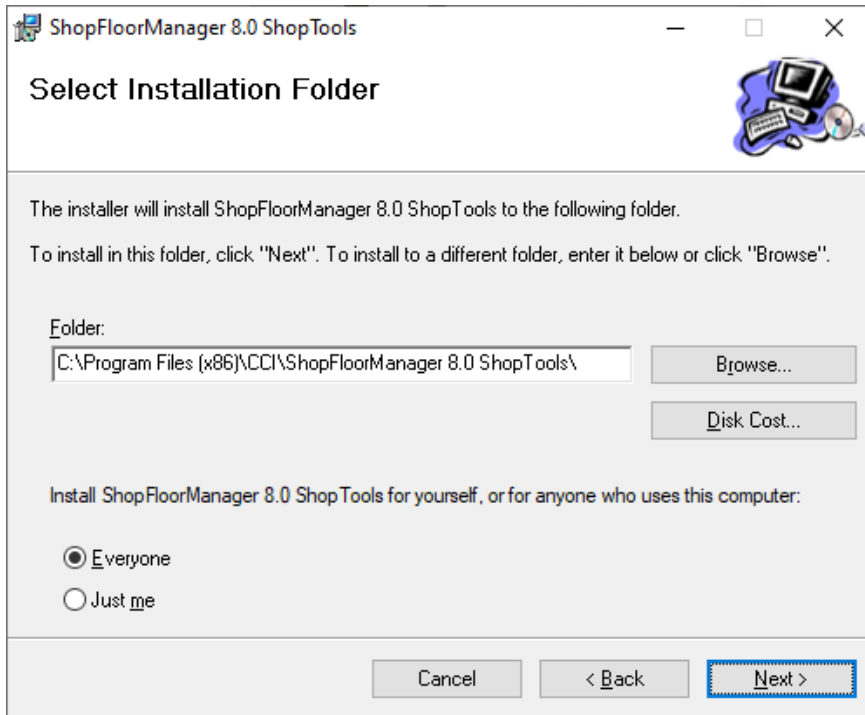 ShopFloorManager 8.0 ShopTools
Select Installation Folder
The installer will install ShopFloorManager 8.0 ShopTools to the following folder.
To install in this folder, click "Next". To install to a different folder, enter it below or click "Browse".
Folder:
C:\Program Files (x86)\CCI\ShopFloorManager 8.0 ShopTools\
Browse...
Disk Cost...
Install ShopFloorManager 8.0 ShopTools for yourself, or for anyone who uses this computer:
Everyone
Just me
Cancel
< Back
Next >